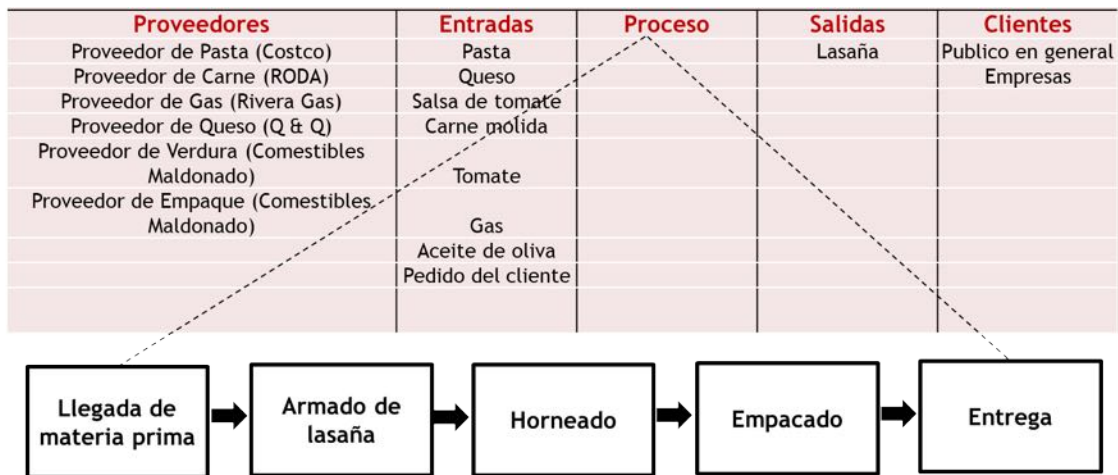 Proveedores Entradas Proceso Salidas Clientes
Proveedor de Pasta (Costco) Pasta Lasaña Publico en general
Proveedor de Carne (RODA) Queso Empresas
Proveedor de Gas (Rivera Gas) Salsa de tomate
Proveedor de Queso (Q & Q) Carne molida
Proveedor de Verdura (Comestibles
Maldonado) Tomate
Proveedor de Empaque (Comestibles
Maldonado) Gas
Aceite de oliva
Pedido del cliente
Llegada de
materia prima
Armado de
lasaña
Horneado
Empacado
Entrega